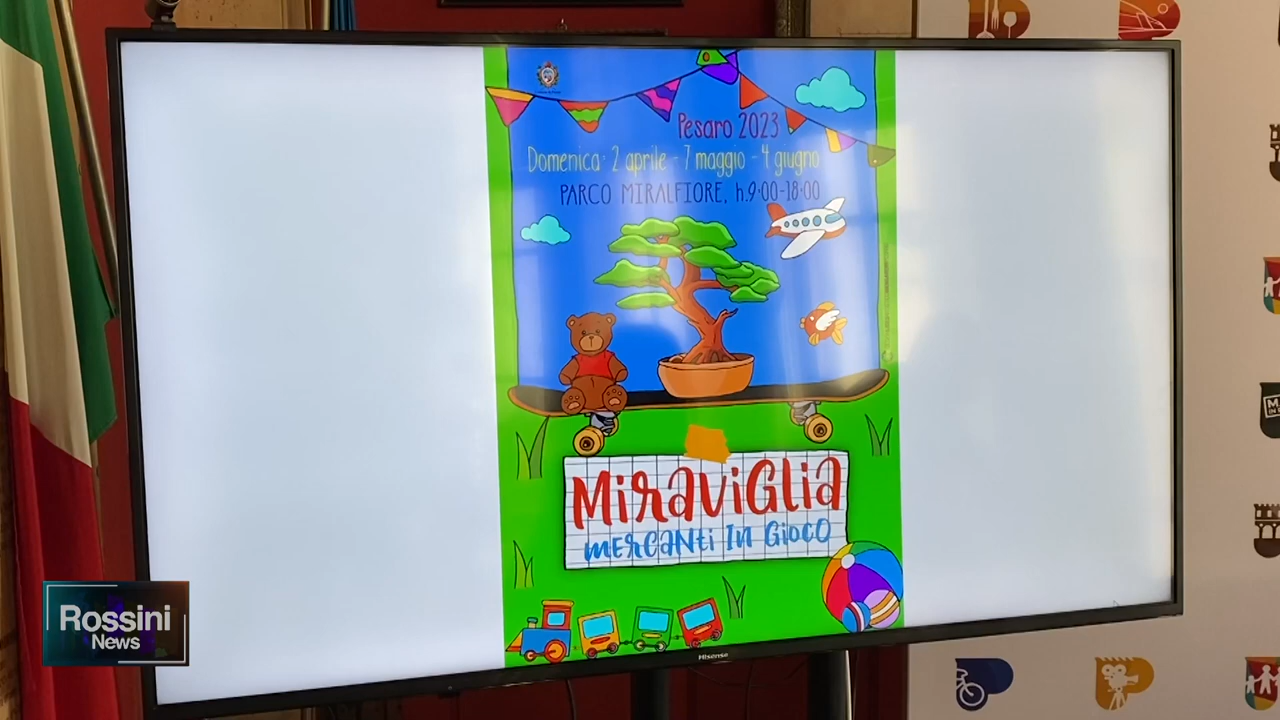 Pesaro 2023
Domenica: 2 aprile - 7 maggio - 4 giugno
PARCO MIRALFIORE, h.9:00-18:00
MiraviGlia
merCaNti In GiocO
Hisense
Rossini
News